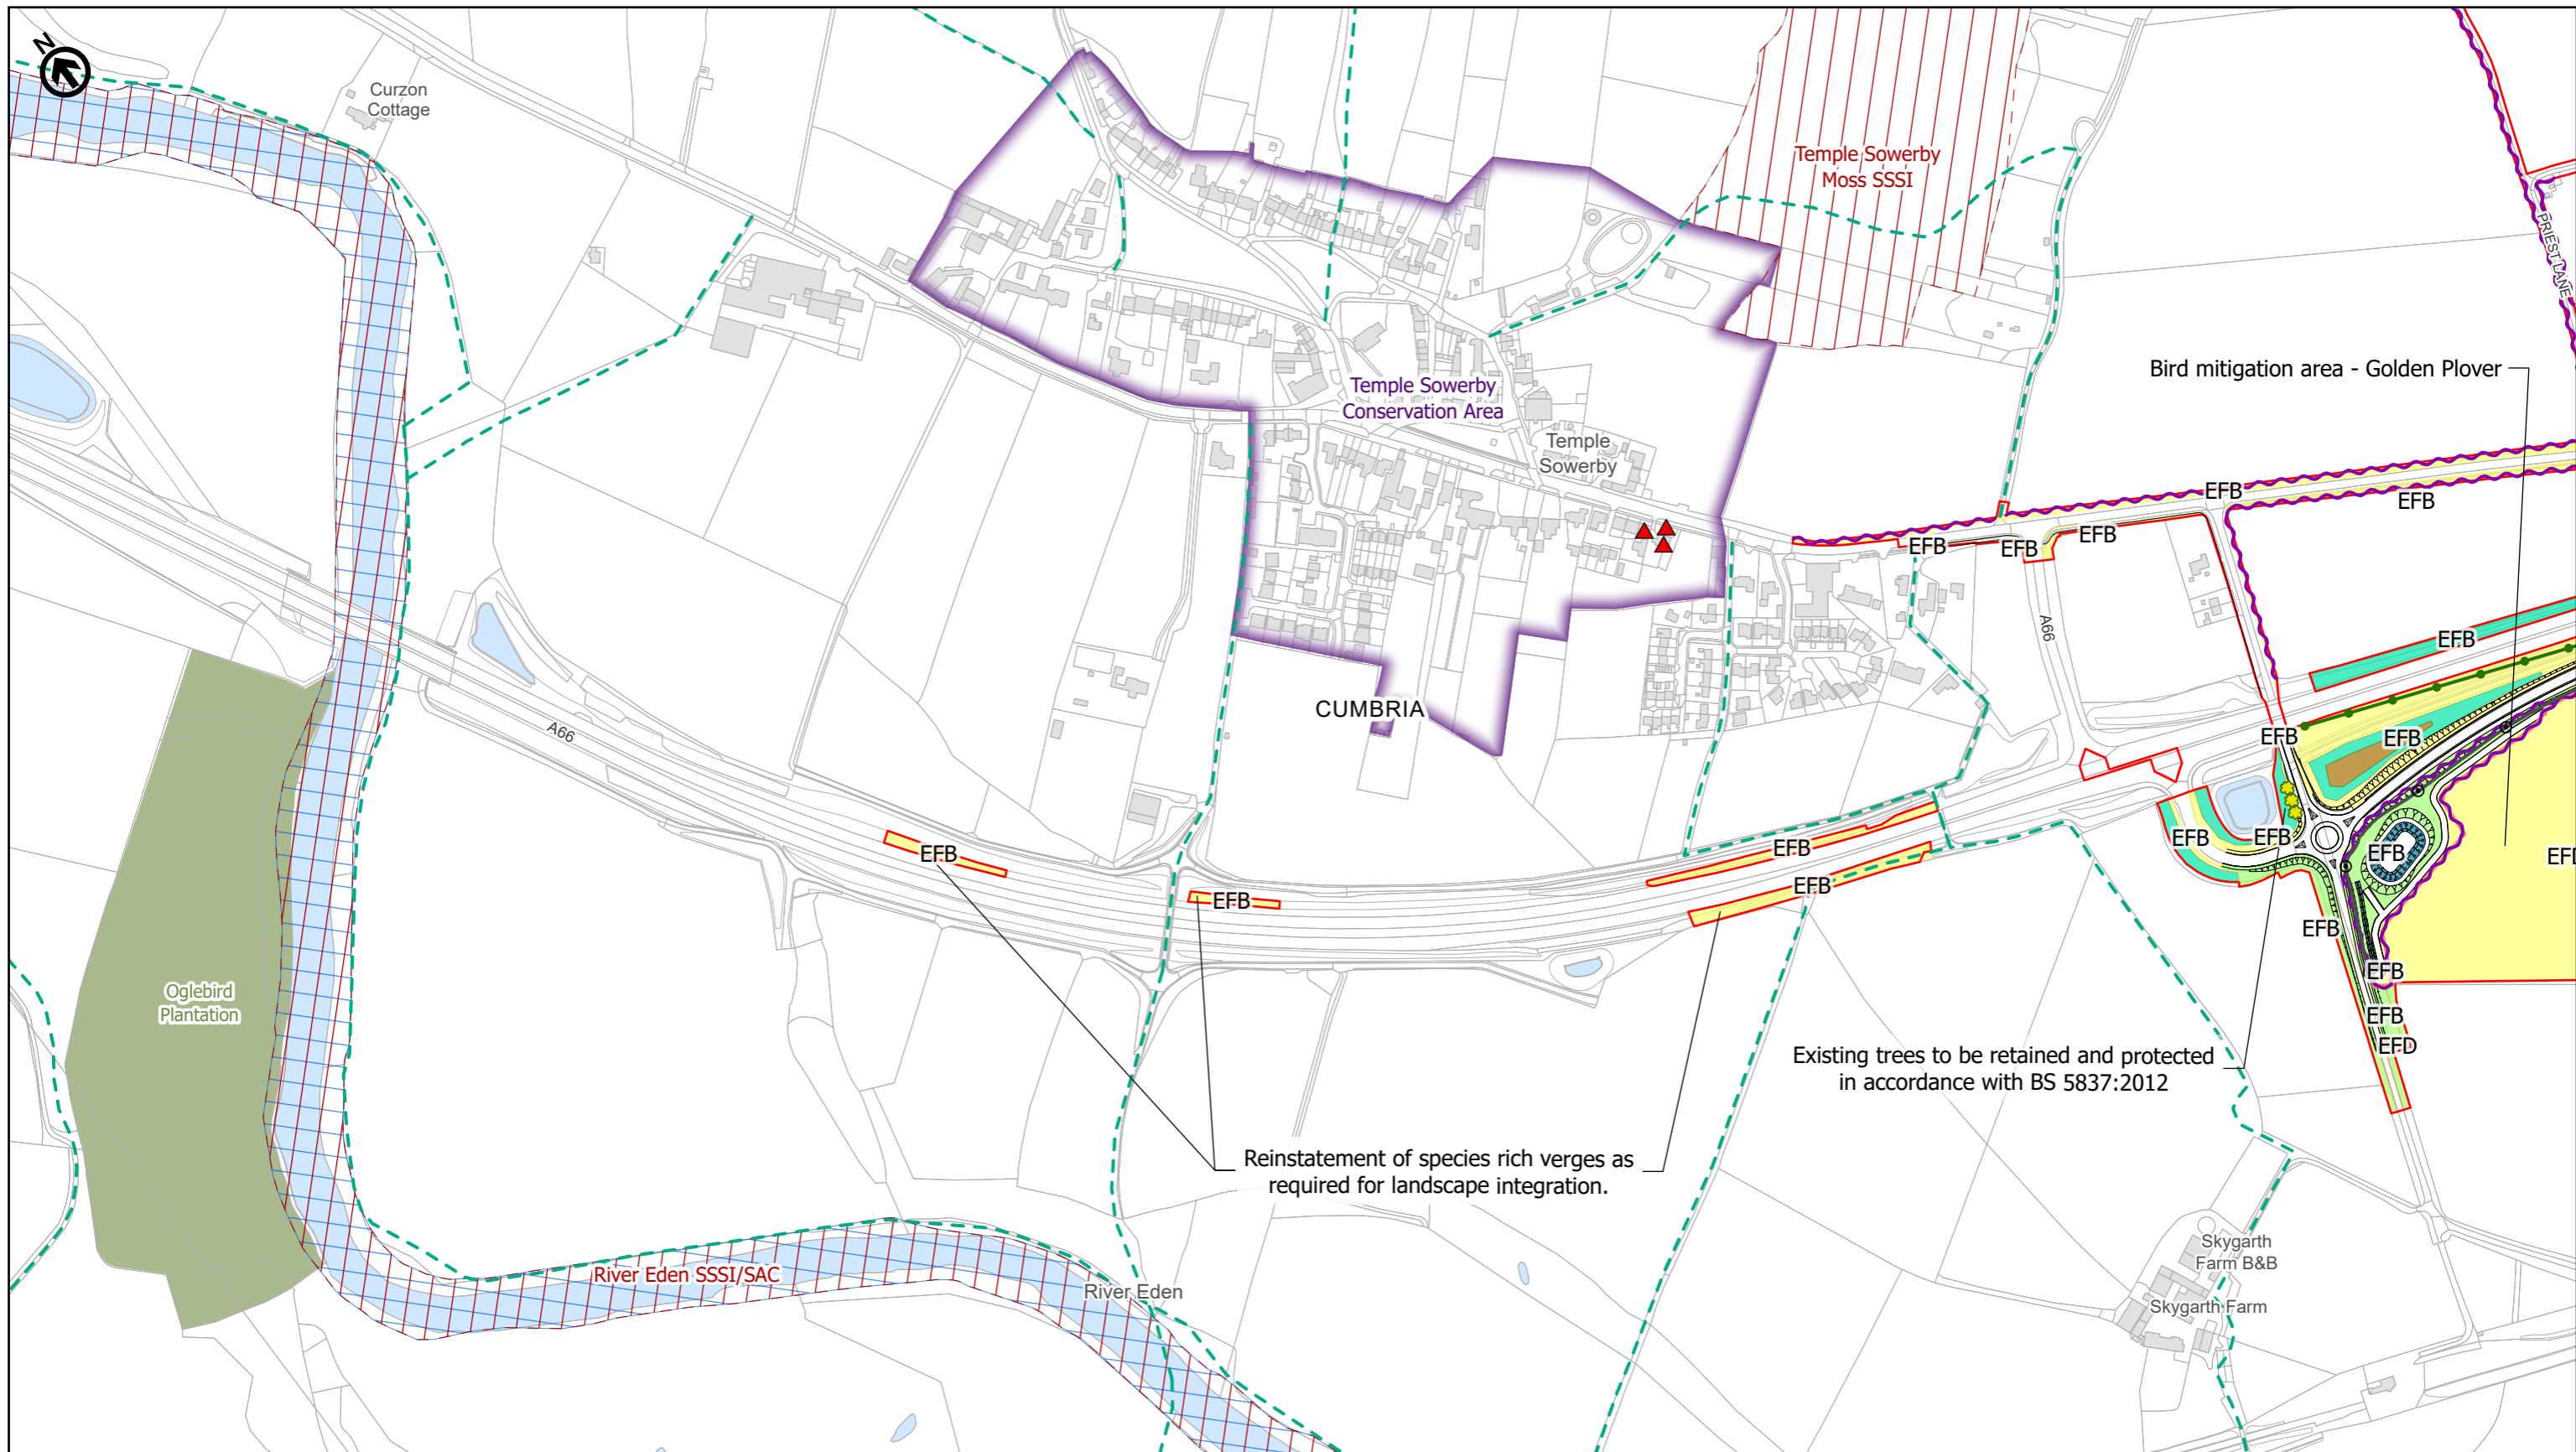 N
Curzon
Cottage
Temple Sowerby
Moss SSSI
PRIEST LANE
Bird mitigation area - Golden Plover
Temple Sowerby
Conservation Area
Temple
Sowerby
EFB
EFB
EFB
EFB
EFB
A66
EFB
CUMBRIA
A66
EFB
EFB
EFB
EFB
EFB
EFB
EFB
EFB
EFB
EFB
EFB
EFB
EFB
EFD
Oglebird
Plantation
Existing trees to be retained and protected
in accordance with BS 5837:2012
Reinstatement of species rich verges as
required for landscape integration.
River Eden SSSI/SAC
River Eden
Skygarth
Farm B&B
Skygarth Farm